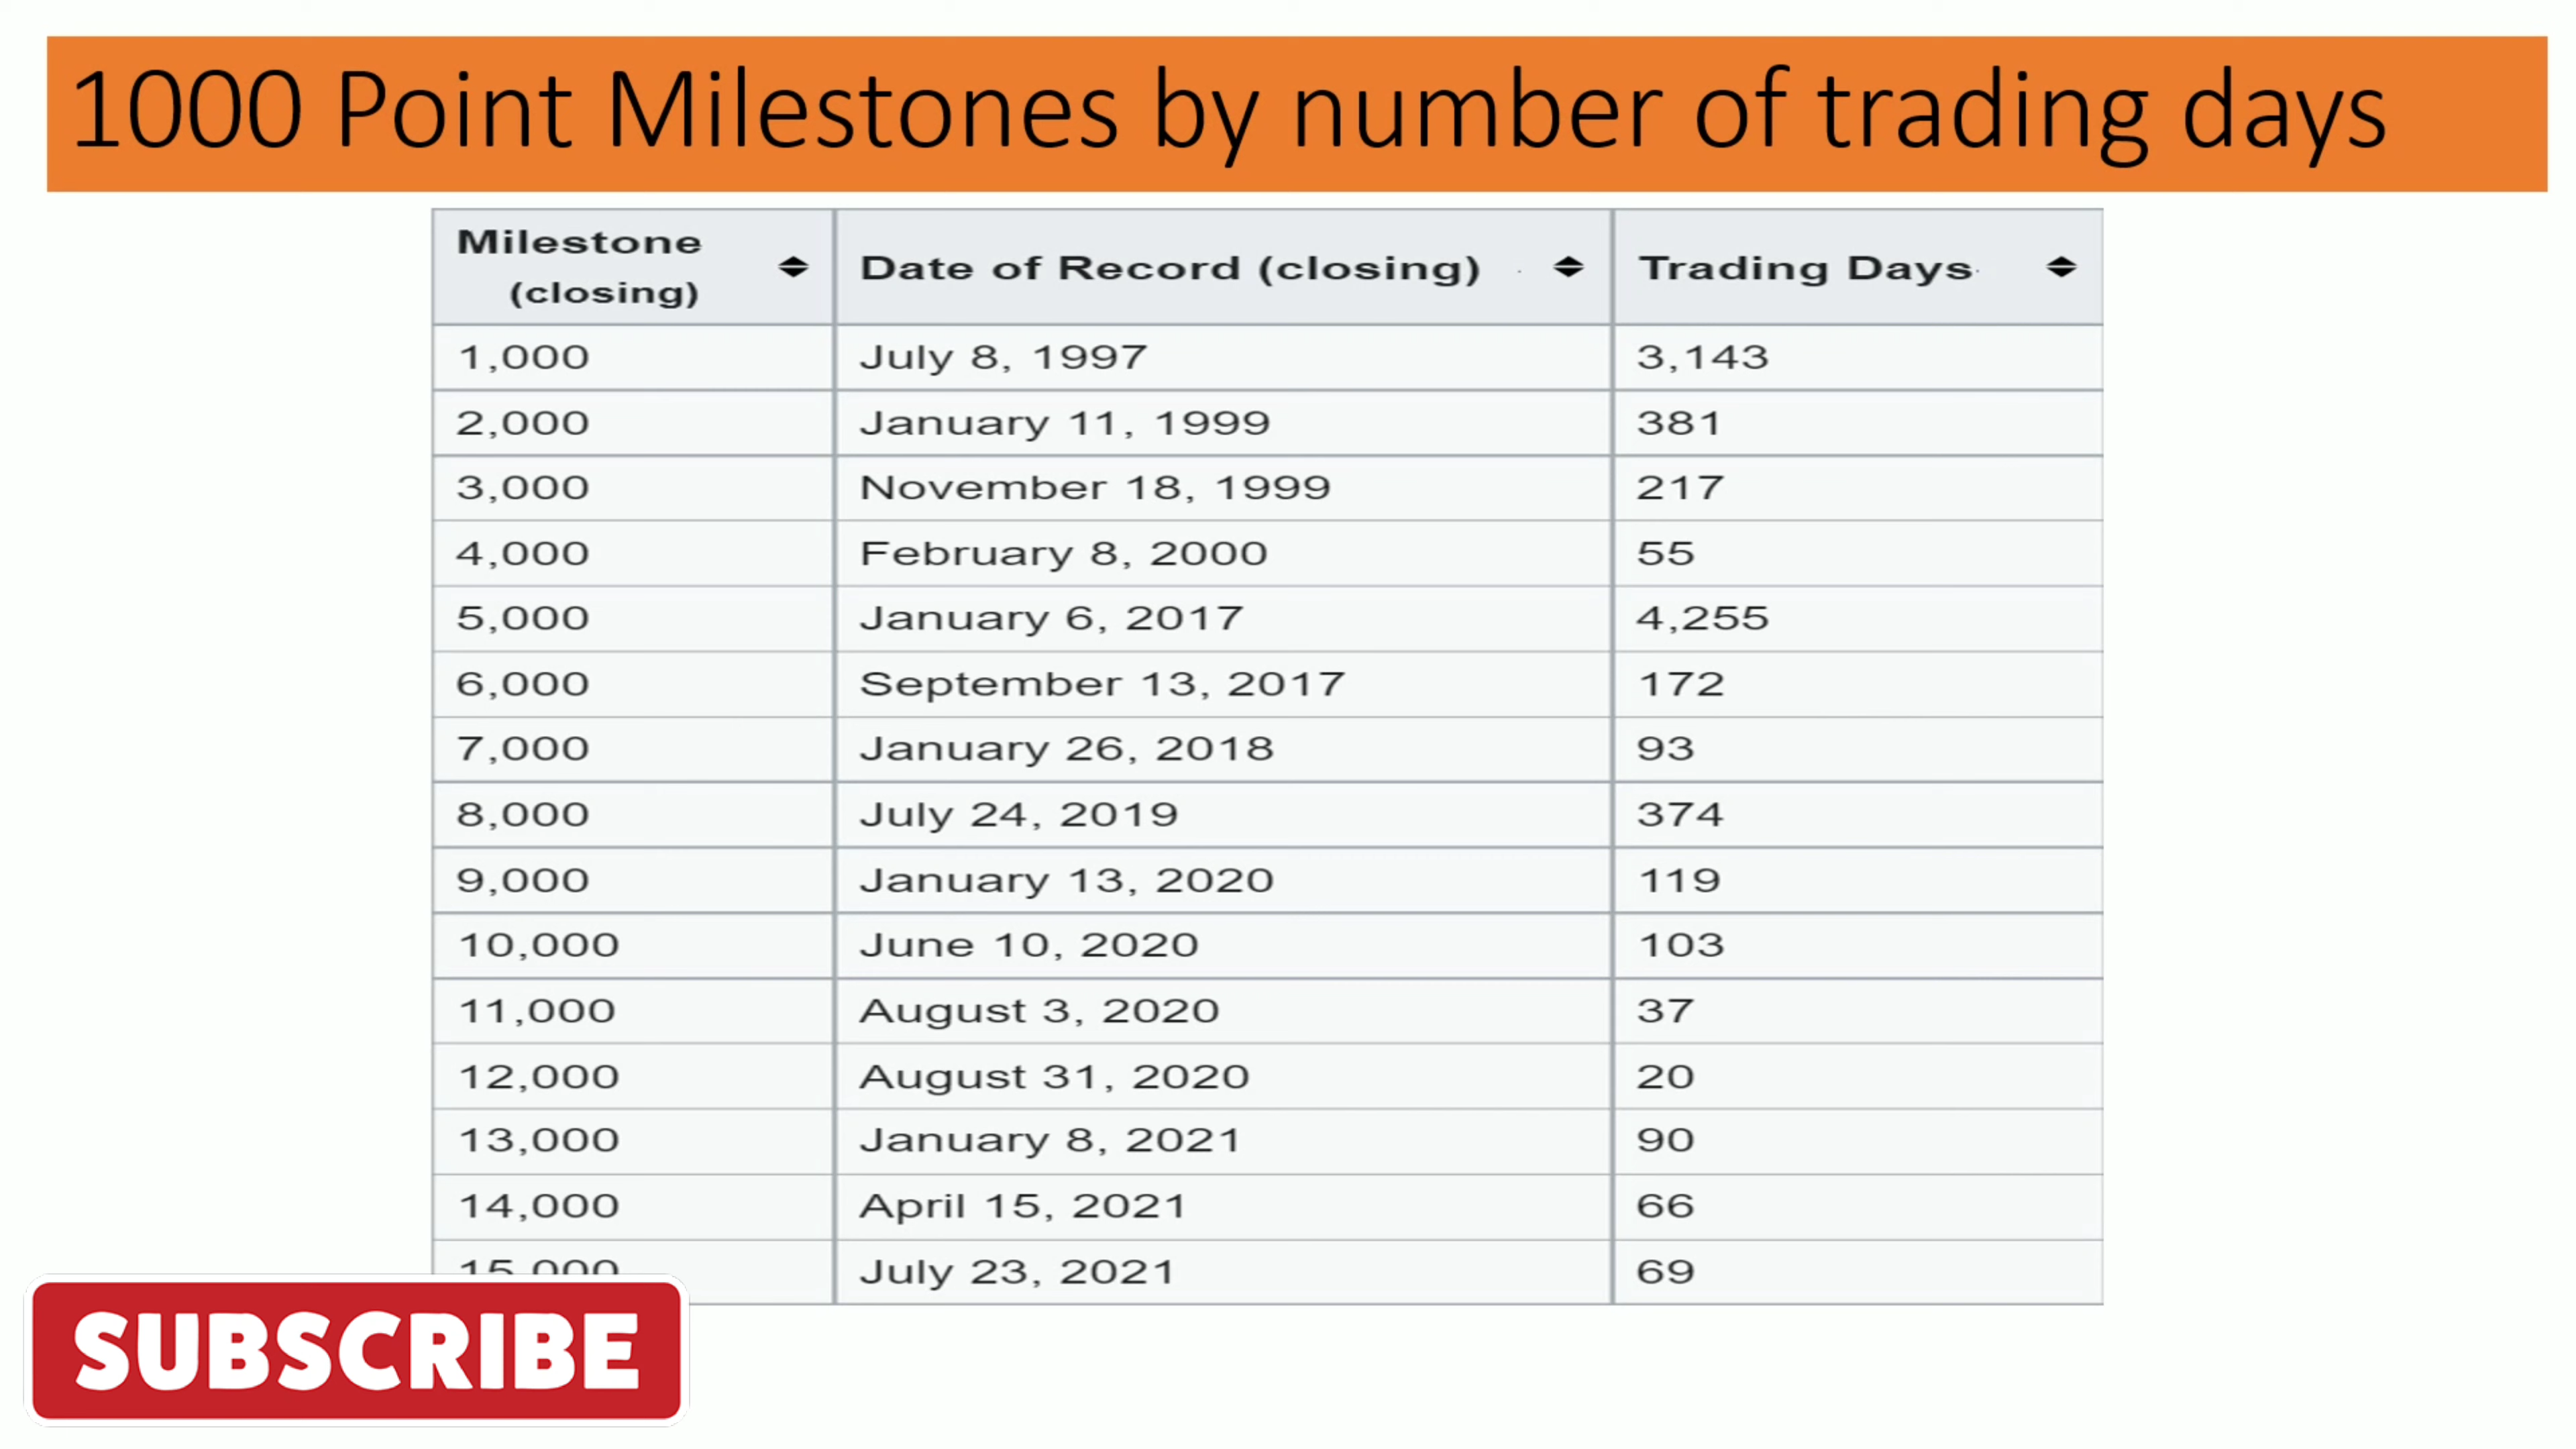 1000 Point Milestones by number of trading days
Milestone (closing) Date of Record (closing) Trading Days
1,000 July 8, 1997 3,143
2,000 January 11, 1999 381
3,000 November 18, 1999 217
4,000 February 8, 2000 55
5,000 January 6, 2017 4,255
6,000 September 13, 2017 172
7,000 January 26, 2018 93
8,000 July 24, 2019 374
9,000 January 13, 2020 119
10,000 June 10, 2020 103
11,000 August 3, 2020 37
12,000 August 31, 2020 20
13,000 January 8, 2021 90
14,000 April 15, 2021 66
15,000 July 23, 2021 69
SUBSCRIBE